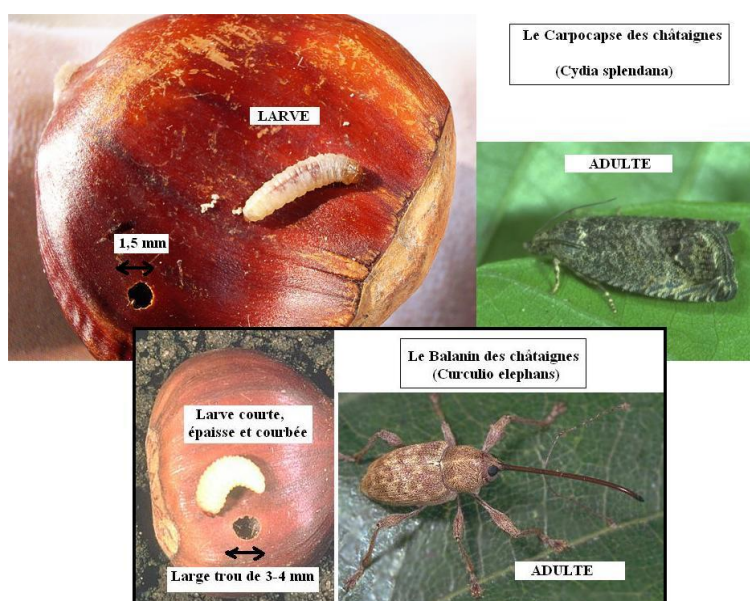 Le Carpocapse des châtaignes
(Cydia splendana)
LARVE
ADULTE
1,5 mm
Le Balanin des châtaignes
(Curculio elephans)
Larve courte,
épaisse et courbée
Large trou de 3-4 mm
ADULTE